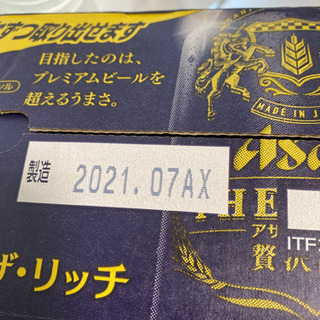 ずつ取り出せます
目指したのは、
プレミアムビールを
超えるうまさ。
MADE IN J
Asa
製造 2021.07AX
THE
アサ
贅沢
ITF
ザ・リッチ